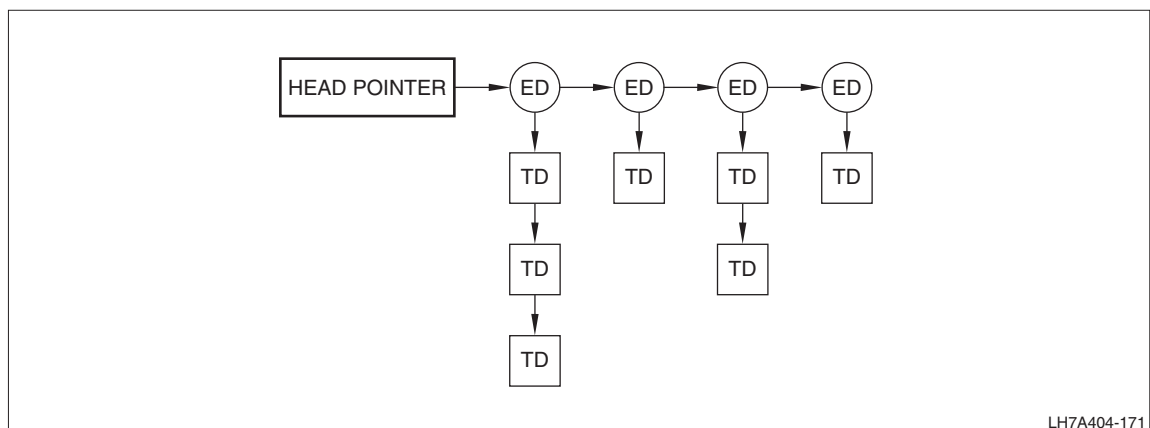 HEAD POINTER ED ED ED ED
TD TD TD TD
TD TD
TD
LH7A404-171